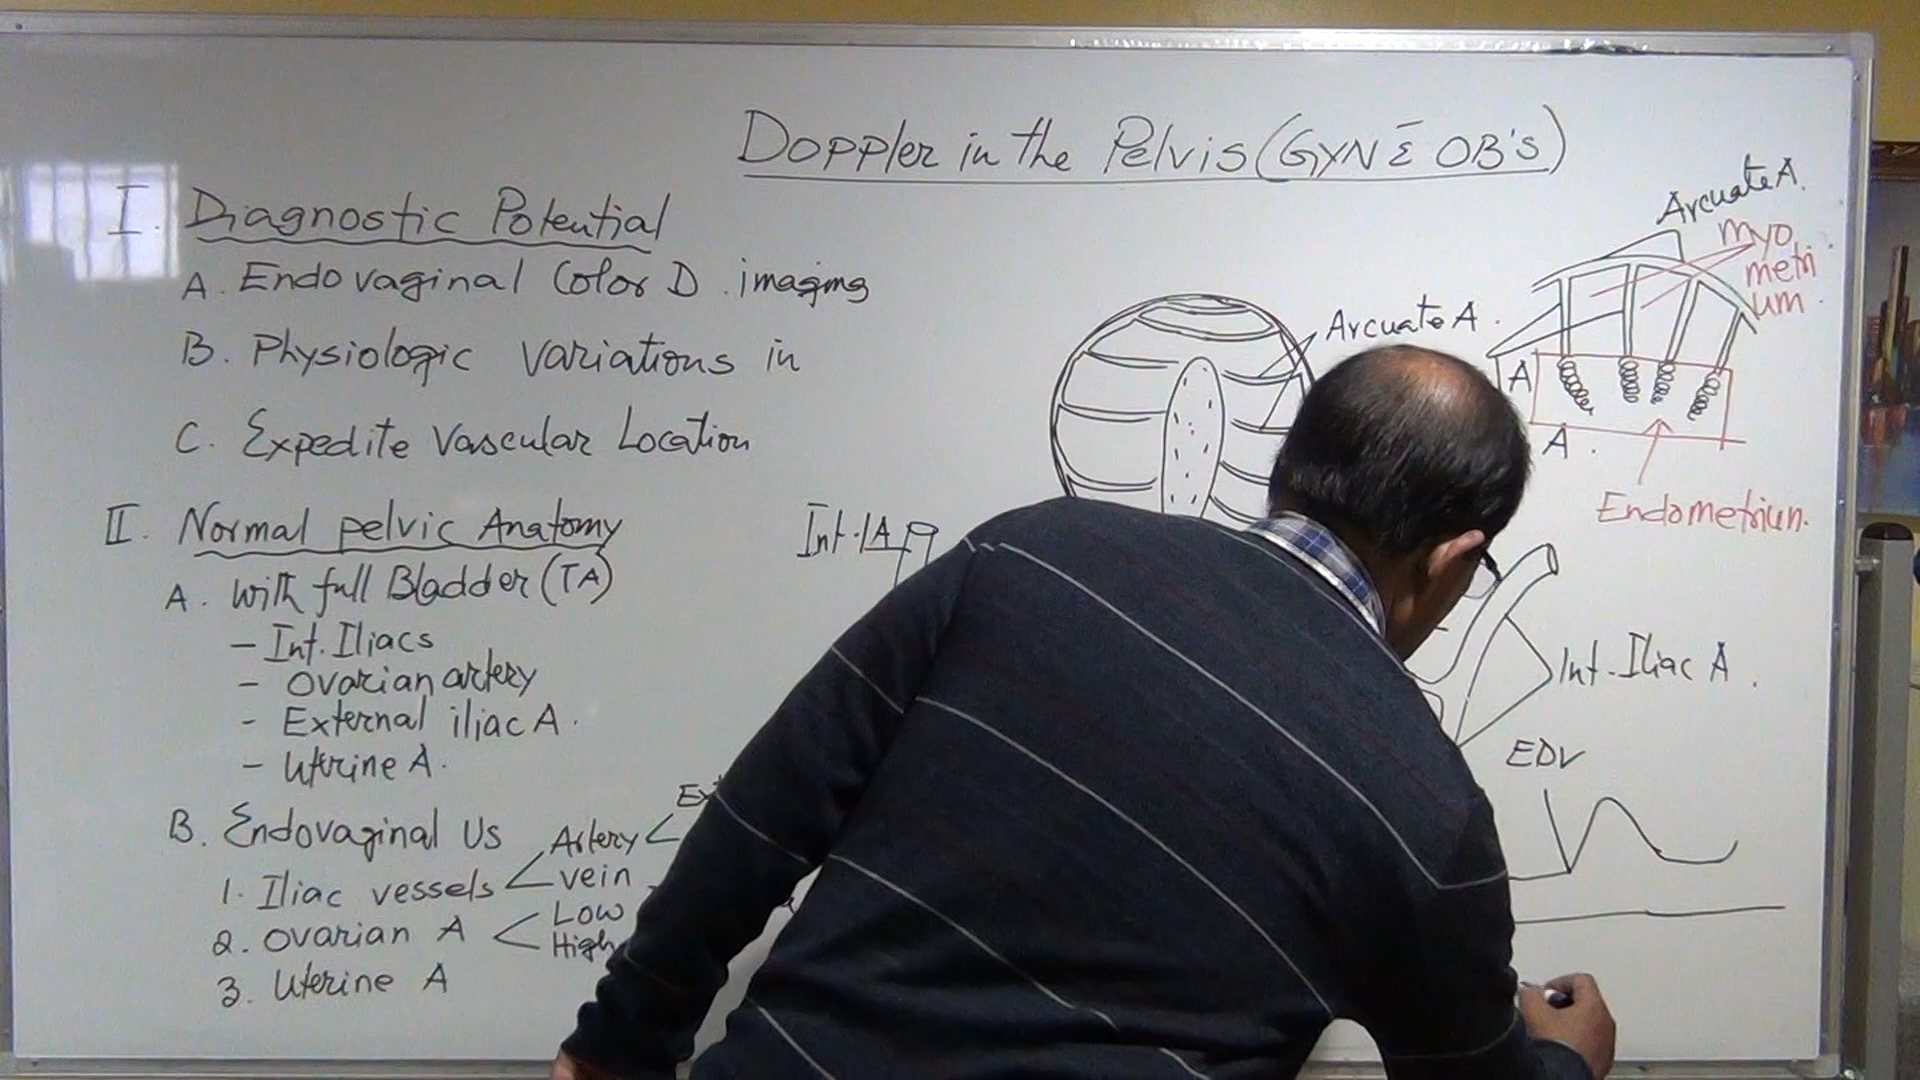 Doppler in the Pelvis (GYN Ē OB's)
I. Diagnostic Potential
A. Endovaginal Color D. imaging
B. Physiologic variations in
C. Expedite Vascular Location
II. Normal pelvic Anatomy
A. With full Bladder (TA)
- Int. Iliacs
- Ovarian artery
- External iliac A.
- Uterine A.
B. Endovaginal Us
1. Iliac vessels
Artery
vein
2. Ovarian A
Low
High
3. Uterine A
Arcuate A.
Int. IA
Arcuate A.
myo
metri
um.
A
A.
Endometriun.
Int. Iliac A.
EDV